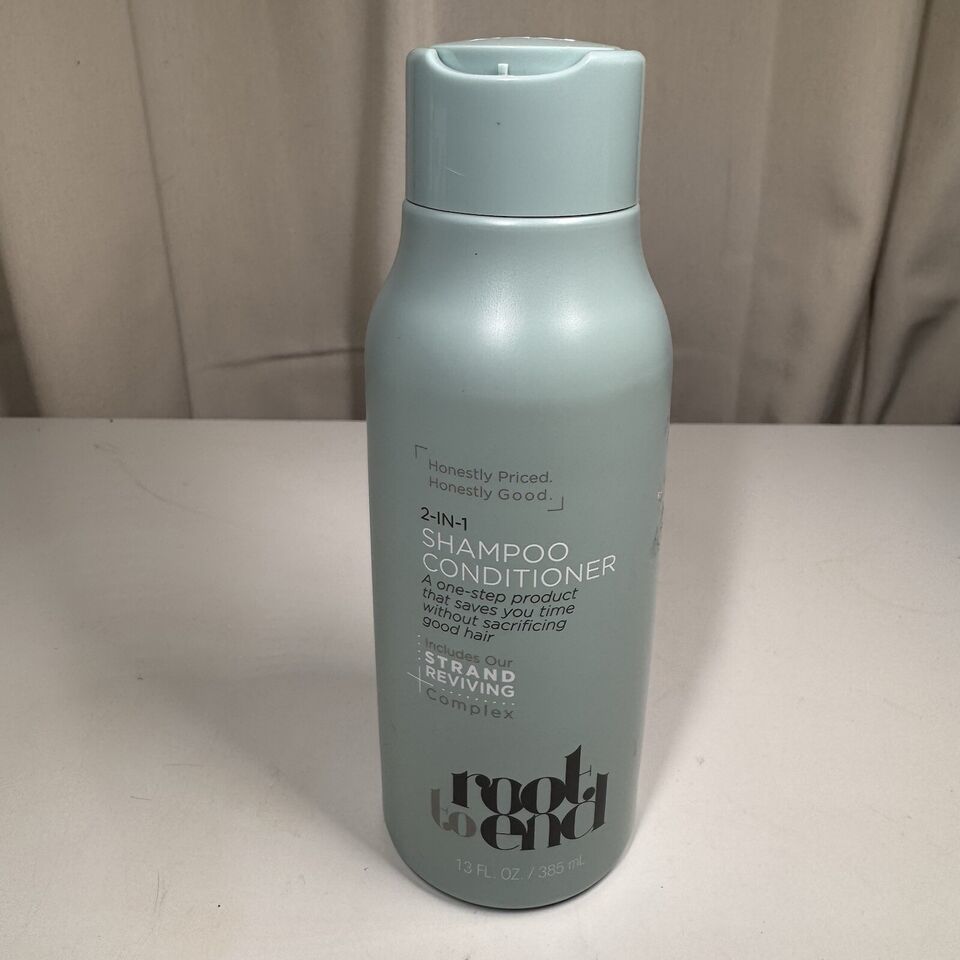 Honestly Priced.
Honestly Good.
2-IN-1
SHAMPOO
CONDITIONER
A one-step product
that saves you time
without sacrificing
good hair
Includes Our
STRAND
REVIVING
Complex
root
to end
13 FL. OZ. / 385 mL